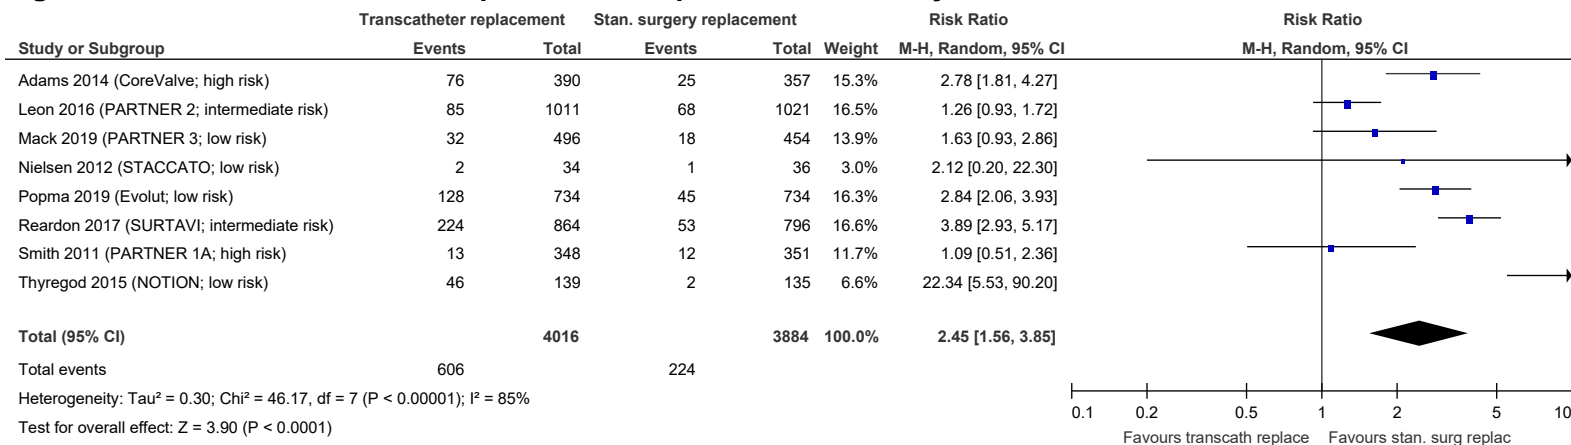 Transcatheter replacement Stan. surgery replacement Risk Ratio Risk Ratio
Study or Subgroup Events Total Events Total Weight M-H, Random, 95% CI M-H, Random, 95% CI
Adams 2014 (CoreValve; high risk) 76 390 25 357 15.3% 2.78 [1.81, 4.27]
Leon 2016 (PARTNER 2; intermediate risk) 85 1011 68 1021 16.5% 1.26 [0.93, 1.72]
Mack 2019 (PARTNER 3; low risk) 32 496 18 454 13.9% 1.63 [0.93, 2.86]
Nielsen 2012 (STACCATO; low risk) 2 34 1 36 3.0% 2.12 [0.20, 22.30]
Popma 2019 (Evolut; low risk) 128 734 45 734 16.3% 2.84 [2.06, 3.93]
Reardon 2017 (SURTAVI; intermediate risk) 224 864 53 796 16.6% 3.89 [2.93, 5.17]
Smith 2011 (PARTNER 1A; high risk) 13 348 12 351 11.7% 1.09 [0.51, 2.36]
Thyregod 2015 (NOTION; low risk) 46 139 2 135 6.6% 22.34 [5.53, 90.20]
Total (95% CI) 4016 3884 100.0% 2.45 [1.56, 3.85]
Total events 606 224
Heterogeneity: Tau² = 0.30; Chi² = 46.17, df = 7 (P < 0.00001); I² = 85%
Test for overall effect: Z = 3.90 (P < 0.0001)
0.1 0.2 0.5 1 2 5 10
Favours transcath replace Favours stan. surg replac